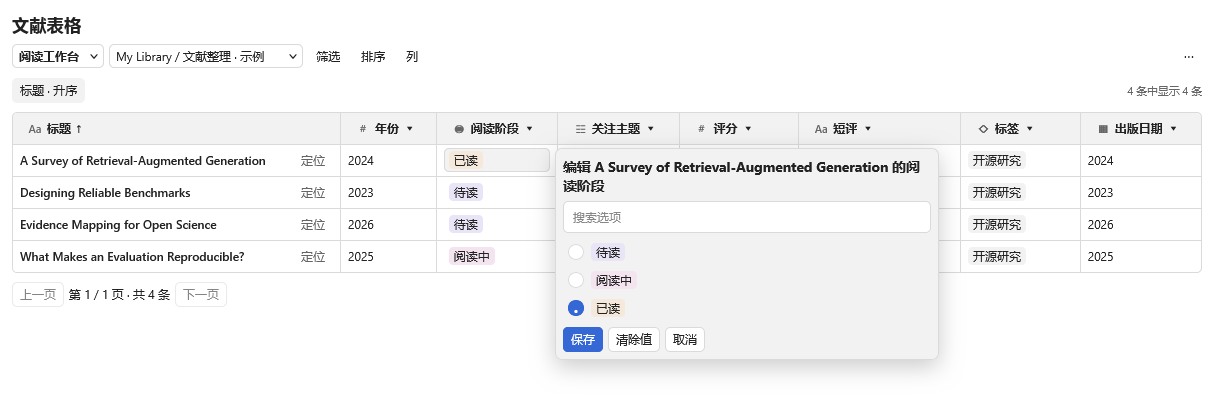 文献表格
阅读工作台 My Library / 文献整理 · 示例 筛选 排序 列 ···
标题 · 升序 4 条中显示 4 条
Aa 标题 ↑ # 年份 阅读阶段 关注主题 # 评分 Aa 短评 标签 出版日期
A Survey of Retrieval-Augmented Generation 定位 2024 已读 开源研究 2024
Designing Reliable Benchmarks 定位 2023 待读 开源研究 2023
Evidence Mapping for Open Science 定位 2026 待读 开源研究 2026
What Makes an Evaluation Reproducible? 定位 2025 阅读中 开源研究 2025
上一页 第 1 / 1 页 · 共 4 条 下一页
编辑 A Survey of Retrieval-Augmented Generation 的阅
读阶段
搜索选项
待读
阅读中
已读
保存 清除值 取消